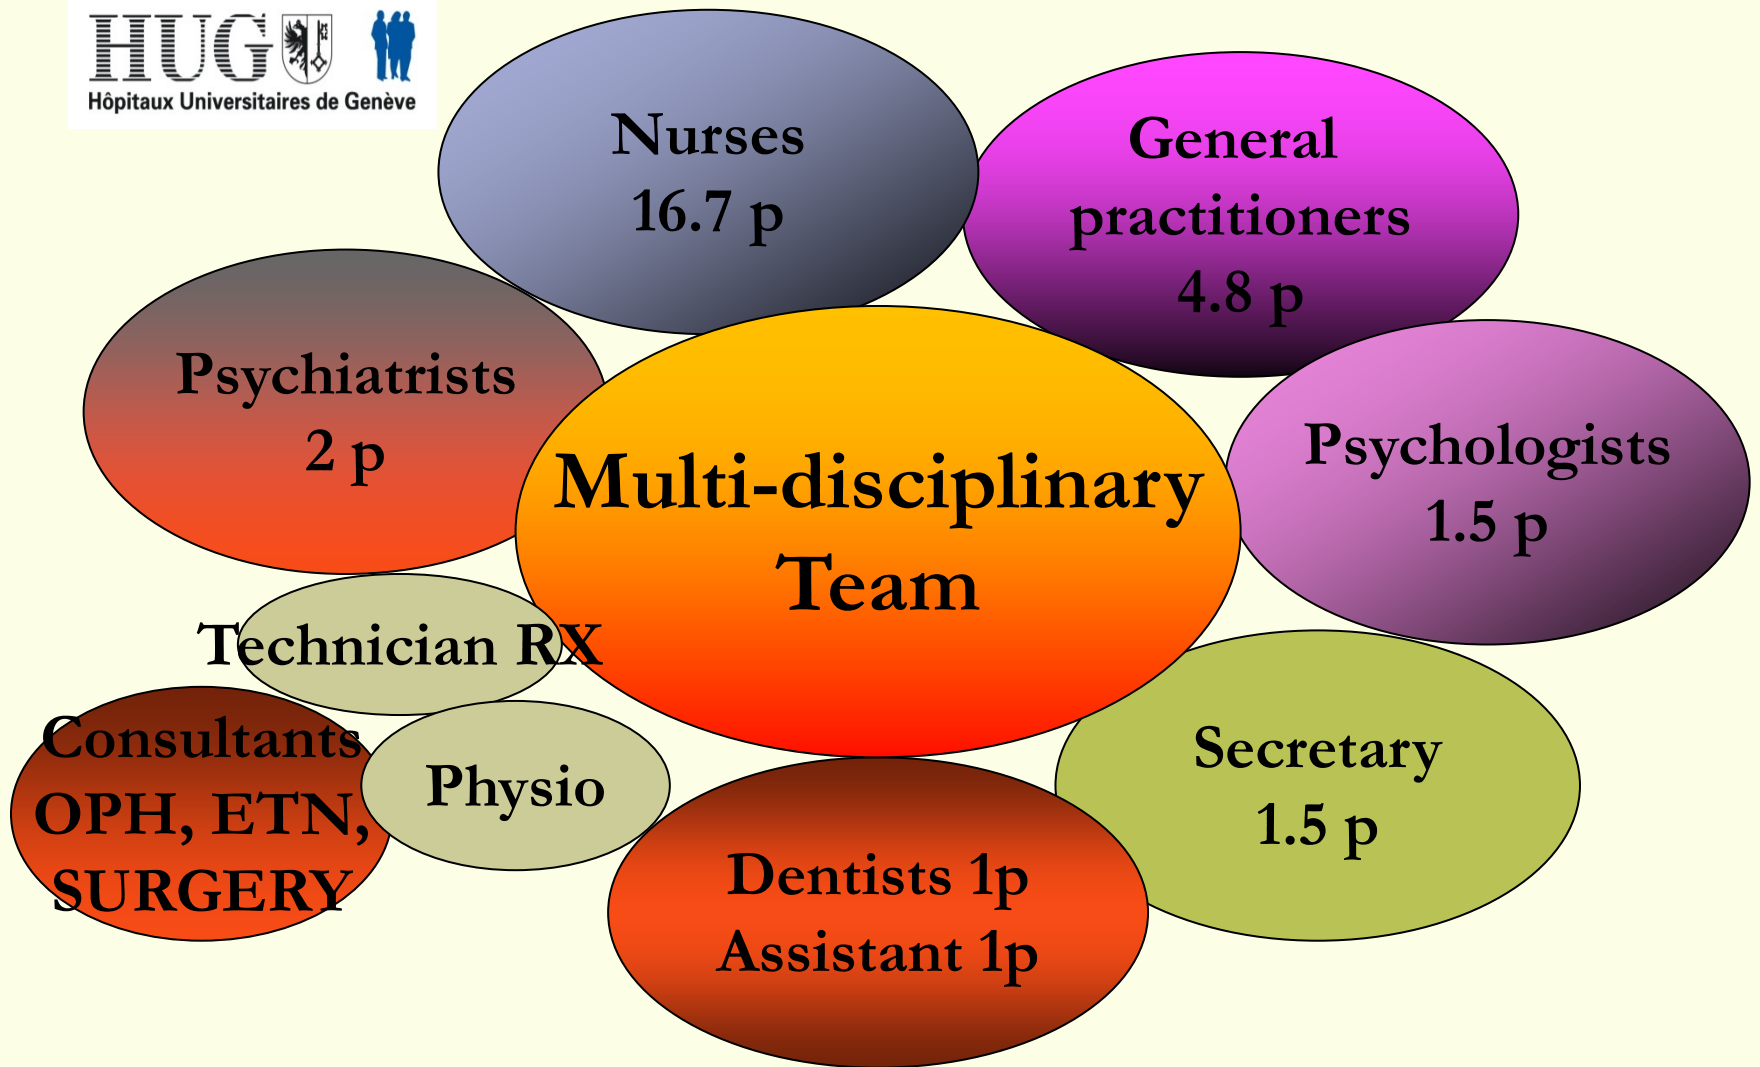 HUG
Hôpitaux Universitaires de Genève
Nurses
16.7 p
General
practitioners
4.8 p
Psychiatrists
2 p
Psychologists
1.5 p
Multi-disciplinary
Team
Technician RX
Consultants
OPH, ETN,
SURGERY
Physio
Secretary
1.5 p
Dentists 1p
Assistant 1p